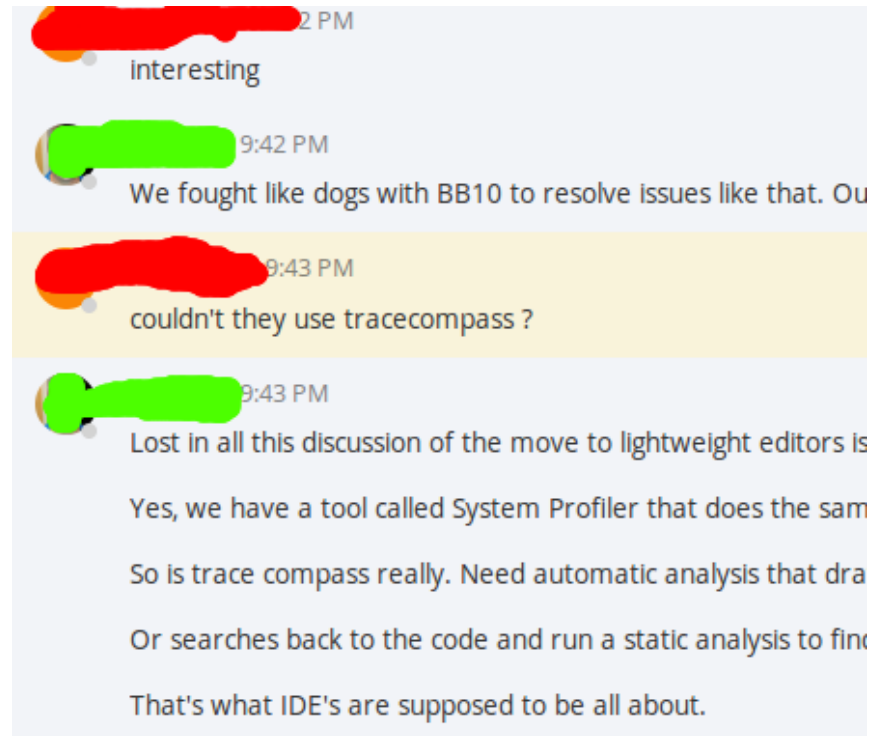 2 PM
interesting
9:42 PM
We fought like dogs with BB10 to resolve issues like that. Ou
9:43 PM
couldn't they use tracecompass ?
9:43 PM
Lost in all this discussion of the move to lightweight editors is
Yes, we have a tool called System Profiler that does the sam
So is trace compass really. Need automatic analysis that dra
Or searches back to the code and run a static analysis to find
That's what IDE's are supposed to be all about.